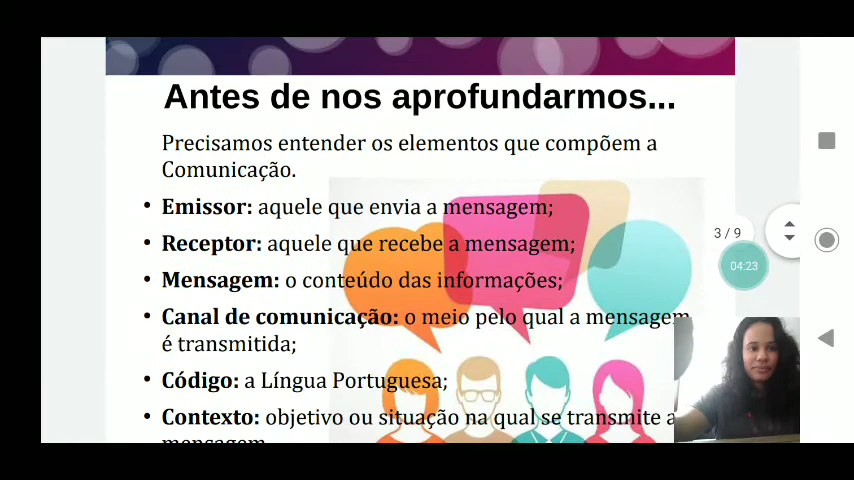 Antes de nos aprofundarmos...
Precisamos entender os elementos que compõem a
Comunicação.
• Emissor: aquele que envia a mensagem;
• Receptor: aquele que recebe a mensagem;
• Mensagem: o conteúdo das informações;
• Canal de comunicação: o meio pelo qual a mensagem
é transmitida;
• Código: a Língua Portuguesa;
• Contexto: objetivo ou situação na qual se transmite a
mensagem
3 / 9
04:23